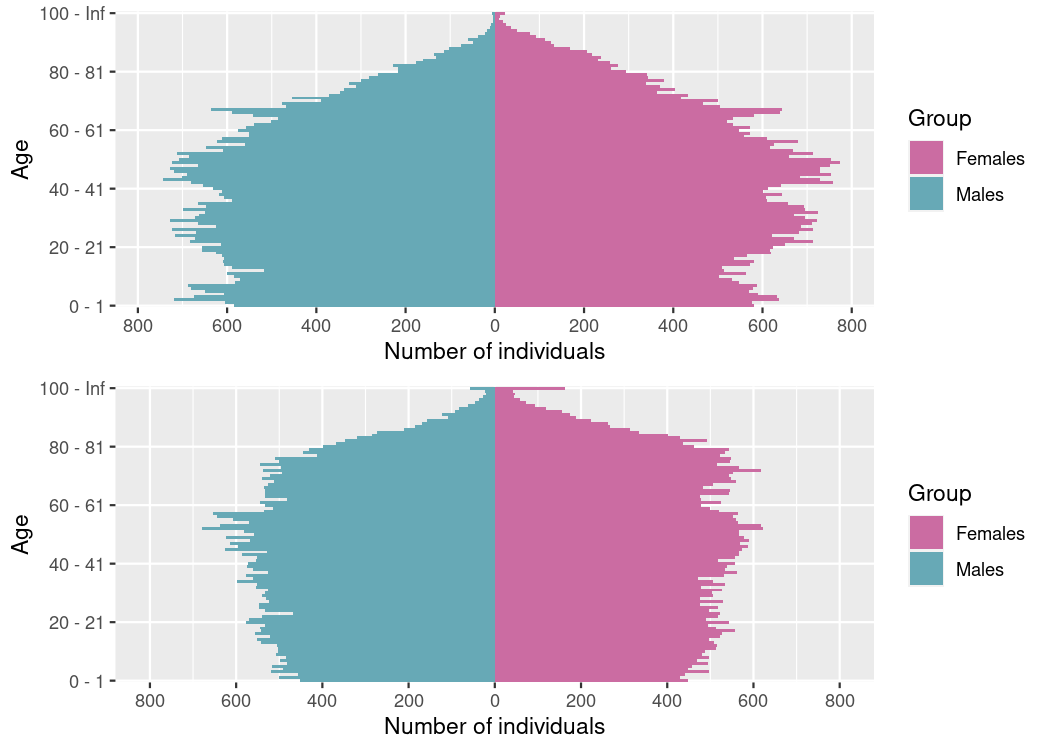 100 - Inf
80 - 81
60 - 61
40 - 41
20 - 21
0 - 1
Age
800 600 400 200 0 200 400 600 800
Number of individuals
Group
Females
Males
100 - Inf
80 - 81
60 - 61
40 - 41
20 - 21
0 - 1
Age
800 600 400 200 0 200 400 600 800
Number of individuals
Group
Females
Males